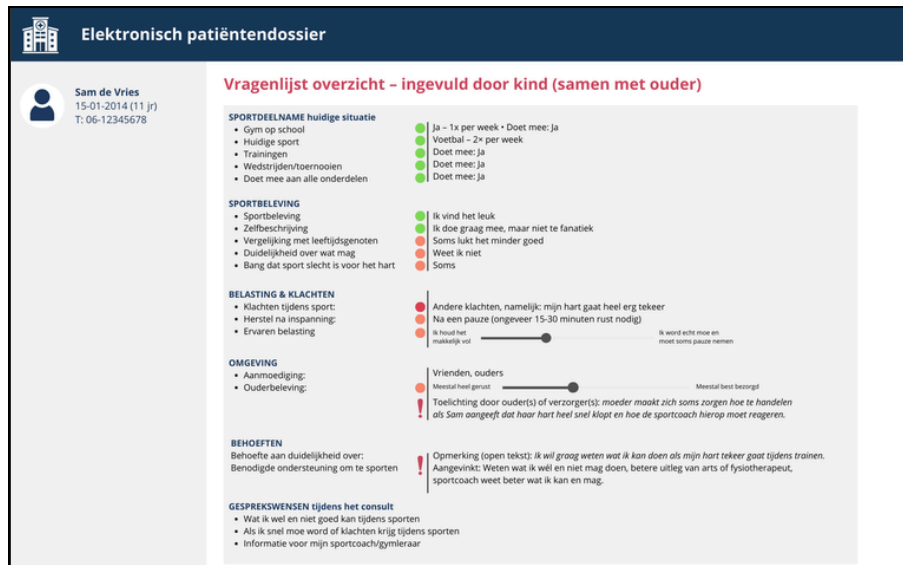 Elektronisch patiëntendossier
Sam de Vries
15-01-2014 (11 jr)
T: 06-12345678
Vragenlijst overzicht – ingevuld door kind (samen met ouder)
SPORTDEELNAME huidige situatie
• Gym op school Ja – 1x per week • Doet mee: Ja
• Huidige sport Voetbal – 2× per week
• Trainingen Doet mee: Ja
• Wedstrijden/toernooien Doet mee: Ja
• Doet mee aan alle onderdelen Doet mee: Ja
SPORTBELEVING
• Sportbeleving Ik vind het leuk
• Zelfbeschrijving Ik doe graag mee, maar niet te fanatiek
• Vergelijking met leeftijdsgenoten Soms lukt het minder goed
• Duidelijkheid over wat mag Weet ik niet
• Bang dat sport slecht is voor het hart Soms
BELASTING & KLACHTEN
• Klachten tijdens sport: Andere klachten, namelijk: mijn hart gaat heel erg tekeer
• Herstel na inspanning: Na een pauze (ongeveer 15-30 minuten rust nodig)
• Ervaren belasting Ik houd het makkelijk vol Ik word echt moe en moet soms pauze nemen
OMGEVING
• Aanmoediging: Vrienden, ouders
• Ouderbeleving: Meestal heel gerust Meestal best bezorgd
Toelichting door ouder(s) of verzorger(s): moeder maakt zich soms zorgen hoe te handelen
als Sam aangeeft dat haar hart heel snel klopt en hoe de sportcoach hierop moet reageren.
BEHOEFTEN
Behoefte aan duidelijkheid over: Opmerking (open tekst): Ik wil graag weten wat ik kan doen als mijn hart tekeer gaat tijdens trainen.
Benodigde ondersteuning om te sporten Aangevinkt: Weten wat ik wél en niet mag doen, betere uitleg van arts of fysiotherapeut,
sportcoach weet beter wat ik kan en mag.
GESPREKSWENSEN tijdens het consult
• Wat ik wel en niet goed kan tijdens sporten
• Als ik snel moe word of klachten krijg tijdens sporten
• Informatie voor mijn sportcoach/gymleraar